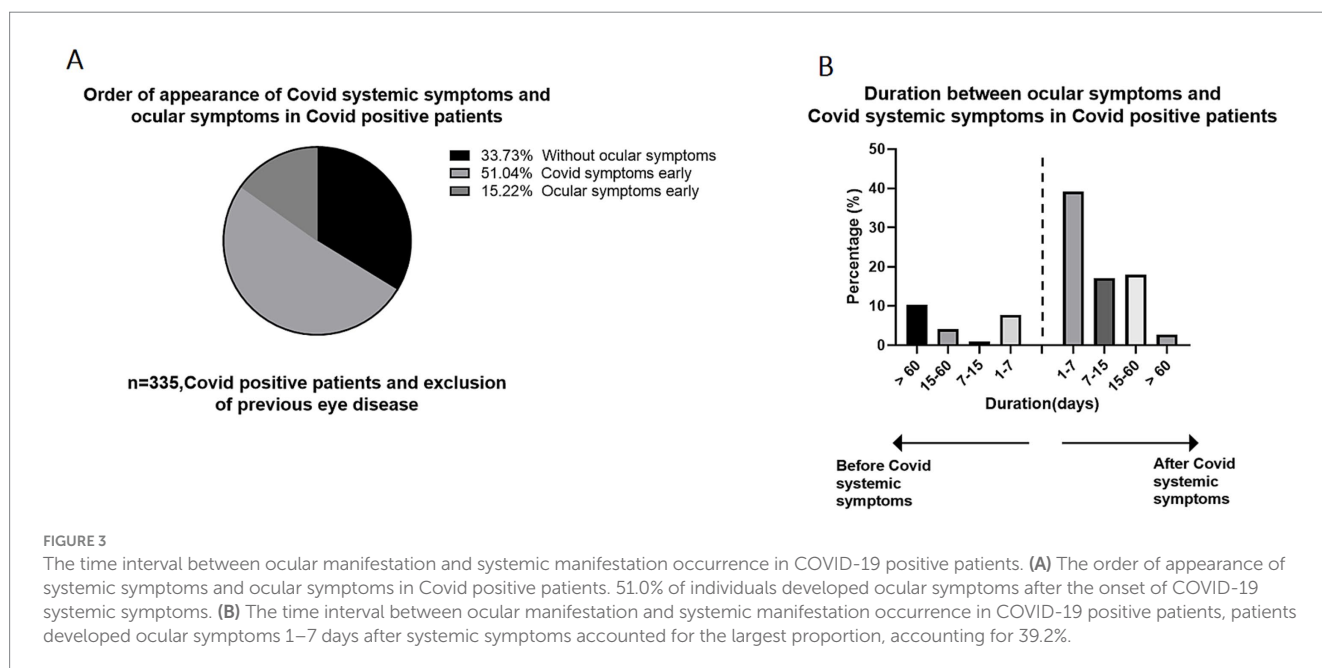 A
Order of appearance of Covid systemic symptoms and
ocular symptoms in Covid positive patients
33.73% Without ocular symptoms
51.04% Covid symptoms early
15.22% Ocular symptoms early
n=335,Covid positive patients and exclusion
of previous eye disease
B
Duration between ocular symptoms and
Covid systemic symptoms in Covid positive patients
Percentage (%)
50
40
30
20
10
0
> 60
15-60
7-15
1-7
1-7
7-15
15-60
> 60
Duration(days)
Before Covid
systemic
symptoms
After Covid
systemic
symptoms
FIGURE 3
The time interval between ocular manifestation and systemic manifestation occurrence in COVID-19 positive patients. (A) The order of appearance of
systemic symptoms and ocular symptoms in Covid positive patients. 51.0% of individuals developed ocular symptoms after the onset of COVID-19
systemic symptoms. (B) The time interval between ocular manifestation and systemic manifestation occurrence in COVID-19 positive patients, patients
developed ocular symptoms 1–7 days after systemic symptoms accounted for the largest proportion, accounting for 39.2%.